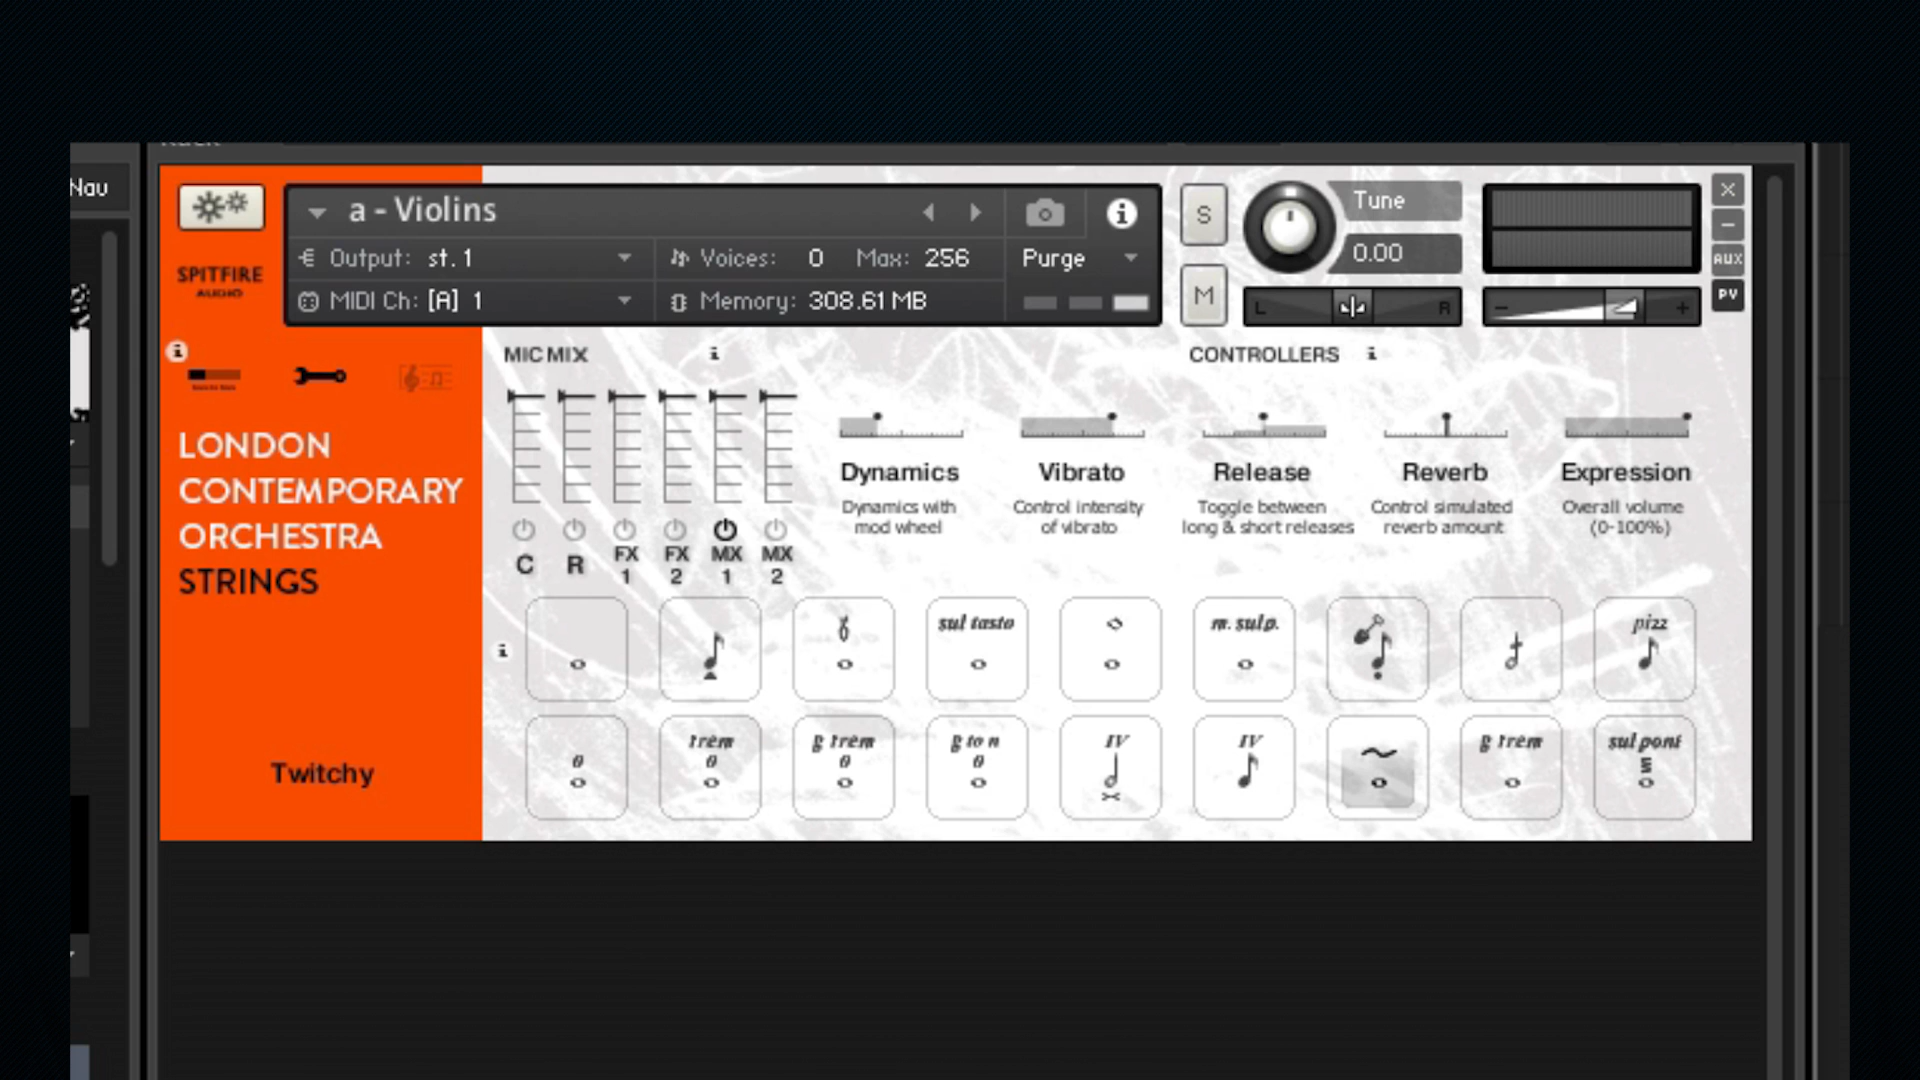 Nau
a - Violins
S
Tune
AUX
PV
Output: st. 1
Voices: 0 Max: 256
Purge
0.00
SPITFIRE
AUDIO
MIDI Ch: [A] 1
Memory: 308.61 MB
M
L
R
MIC MIX
CONTROLLERS
LONDON
CONTEMPORARY
ORCHESTRA
STRINGS
Dynamics
Dynamics with
mod wheel
Vibrato
Control intensity
of vibrato
Release
Toggle between
long & short releases
Reverb
Control simulated
reverb amount
Expression
Overall volume
(0-100%)
C
R
FX
1
FX
2
MX
1
MX
2
sul tasto
m. sulp.
pizz
trem
g trem
g to n
IV
IV
g trem
sul pont
Twitchy